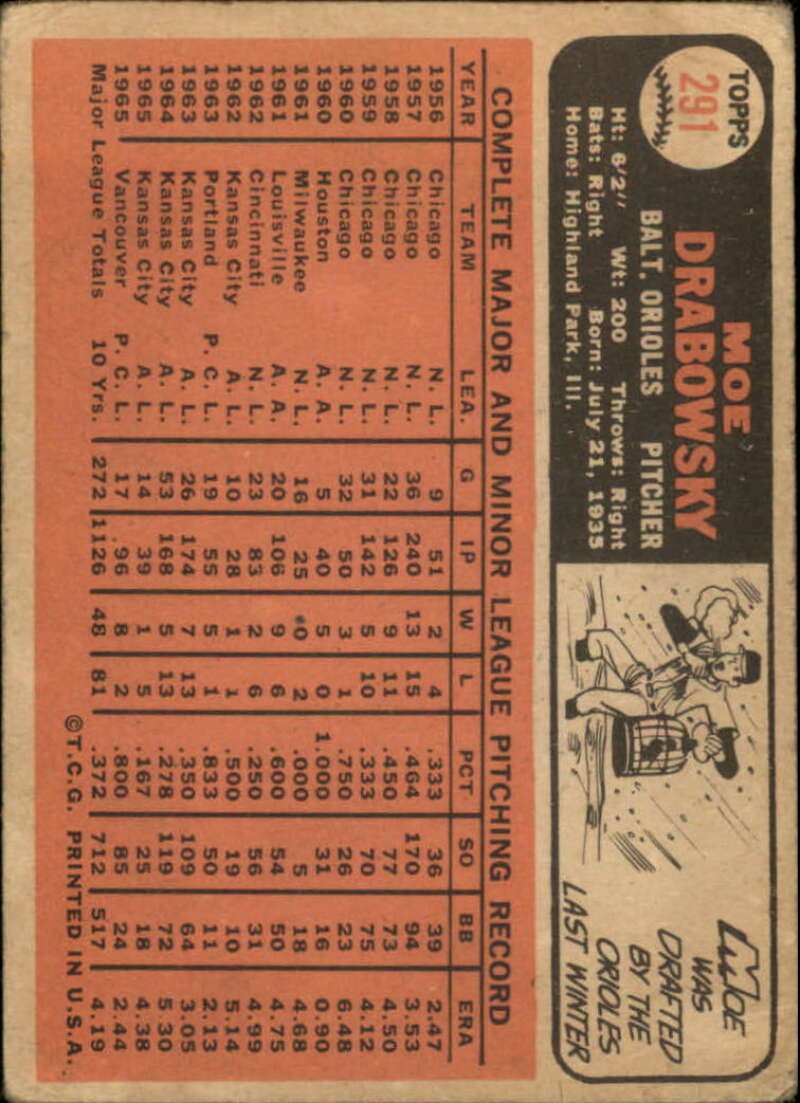 TOPPS
291
MOE
DRABOWSKY
BALT. ORIOLES PITCHER
Ht: 6'2" Wt: 200 Throws: Right
Bats: Right Born: July 21, 1935
Home: Highland Park, Ill.
MOE
WAS
DRAFTED
BY THE
ORIOLES
LAST WINTER
COMPLETE MAJOR AND MINOR LEAGUE PITCHING RECORD
YEAR TEAM LEA. G IP W L PCT SO BB ERA
1956 Chicago N. L. 9 51 2 4 .333 36 39 2.47
1957 Chicago N. L. 36 240 13 15 .464 170 94 3.53
1958 Chicago N. L. 22 126 9 11 .450 77 73 4.50
1959 Chicago N. L. 31 142 5 10 .333 70 75 4.12
1960 Chicago N. L. 32 50 3 1 .750 26 23 6.48
1960 Houston A. A. 5 40 5 0 1.000 31 16 0.90
1961 Milwaukee N. L. 16 25 *0 2 .000 5 18 4.68
1961 Louisville A. A. 20 106 9 6 .600 54 50 4.75
1962 Cincinnati N. L. 23 83 2 6 .250 56 31 4.99
1962 Kansas City A. L. 10 28 1 1 .500 19 10 5.14
1963 Portland P. C. L. 19 55 5 1 .833 50 11 2.13
1963 Kansas City A. L. 26 174 7 13 .350 109 64 3.05
1964 Kansas City A. L. 53 168 5 13 .278 119 72 5.30
1965 Kansas City A. L. 14 39 1 5 .167 25 18 4.38
1965 Vancouver P. C. L. 17 96 8 2 .800 85 24 2.44
Major League Totals 10 Yrs. 272 1126 48 81 .372 712 517 4.19
©T.C.G. PRINTED IN U.S.A.